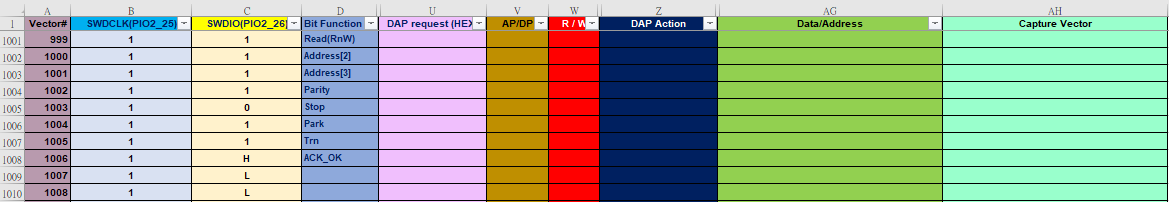 A B C D U V W Z AG AH
1 Vector# SWDCLK(PIO2_25) SWDIO(PIO2_26) Bit Function DAP request (HEX AP/DP R / W DAP Action Data/Address Capture Vector
1001 999 1 1 Read(RnW)
1002 1000 1 1 Address[2]
1003 1001 1 1 Address[3]
1004 1002 1 1 Parity
1005 1003 1 0 Stop
1006 1004 1 1 Park
1007 1005 1 1 Trn
1008 1006 1 H ACK_OK
1009 1007 1 L
1010 1008 1 L